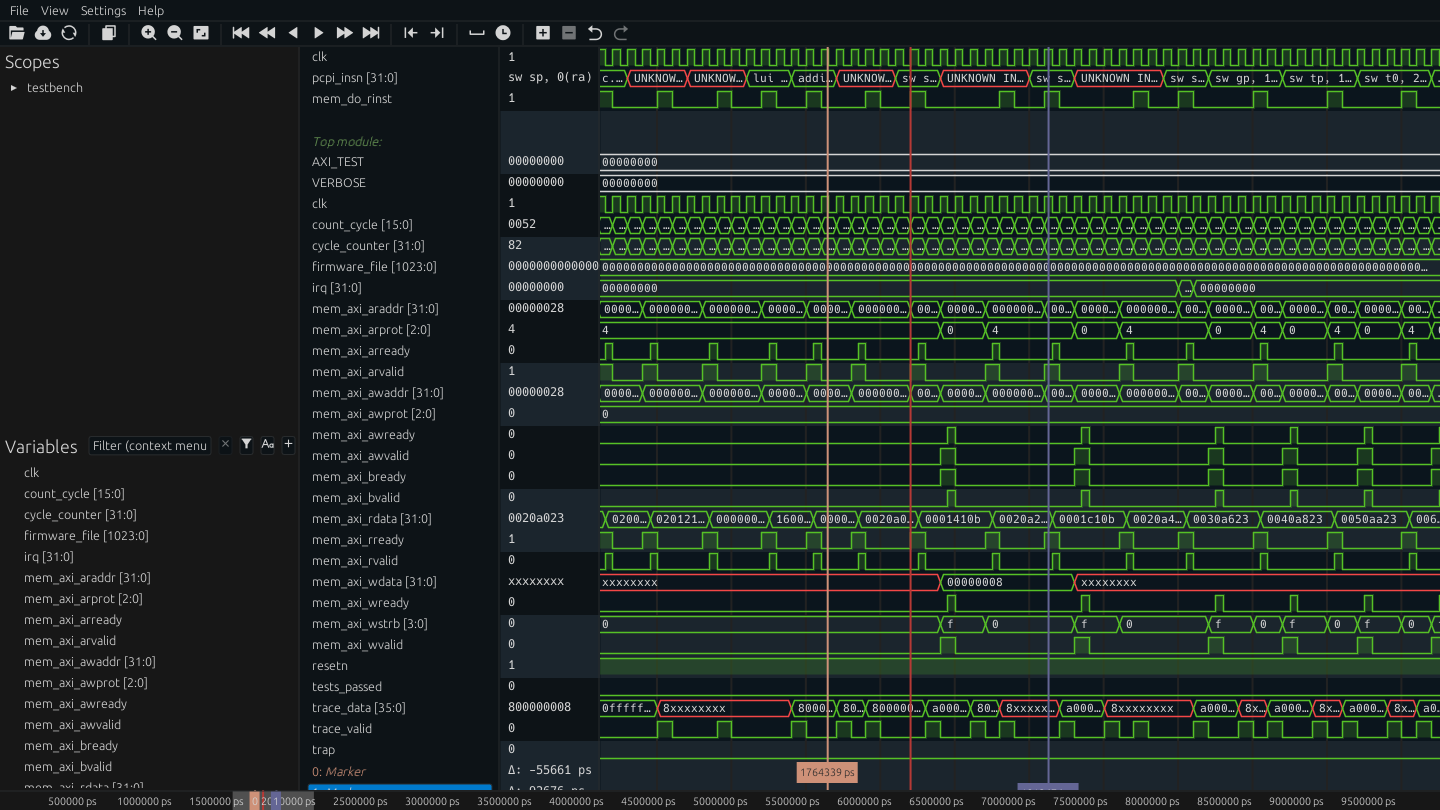 File View Settings Help
Scopes
testbench
Variables
Filter (context menu
clk
count_cycle [15:0]
cycle_counter [31:0]
firmware_file [1023:0]
irq [31:0]
mem_axi_araddr [31:0]
mem_axi_arprot [2:0]
mem_axi_arready
mem_axi_arvalid
mem_axi_awaddr [31:0]
mem_axi_awprot [2:0]
mem_axi_awready
mem_axi_awvalid
mem_axi_bready
mem_axi_bvalid
mem_axi_rdata [31:0]
clk 1
pcpi_insn [31:0] sw sp, 0(ra) c.… UNKNOW… UNKNOW… lui … addi… UNKNOW… sw s… UNKNOWN IN… sw s… UNKNOWN IN… sw s… sw gp, 1… sw tp, 1… sw t0, 2…
mem_do_rinst 1
Top module:
AXI_TEST 00000000 00000000
VERBOSE 00000000 00000000
clk 1
count_cycle [15:0] 0052
cycle_counter [31:0] 82
firmware_file [1023:0] 0000000000000
irq [31:0] 00000000 00000000 … 00000000
mem_axi_araddr [31:0] 00000028 0000… 000000… 000000… 0000… 0000… 000000… 00… 0000… 000000… 00… 000000… 00… 0000… 00… 0000… 00… 0000… 00…
mem_axi_arprot [2:0] 4 4 0 4 0 4 0 4 0 4 0 4
mem_axi_arready 0
mem_axi_arvalid 1
mem_axi_awaddr [31:0] 00000028 0000… 000000… 000000… 0000… 0000… 000000… 00… 0000… 000000… 00… 000000… 00… 0000… 00… 0000… 00… 0000… 00…
mem_axi_awprot [2:0] 0 0
mem_axi_awready 0
mem_axi_awvalid 0
mem_axi_bready 0
mem_axi_bvalid 0
mem_axi_rdata [31:0] 0020a023 0200… 020121… 000000… 1600… 0000… 0020a0… 0001410b 0020a2… 0001c10b 0020a4… 0030a623 0040a823 0050aa23 006…
mem_axi_rready 1
mem_axi_rvalid 0
mem_axi_wdata [31:0] xxxxxxxx xxxxxxxx 00000008 xxxxxxxx
mem_axi_wready 0
mem_axi_wstrb [3:0] 0 0 f 0 f 0 f 0 f 0 f 0
mem_axi_wvalid 0
resetn 1
tests_passed 0
trace_data [35:0] 800000008 0fffff… 8xxxxxxxx 8000… 80… 800000… a000… 80… 8xxxxx… a000… 8xxxxxxxx a000… 8x… a000… 8x… a000… 8x… a0…
trace_valid 0
trap 0
0: Marker Δ: -55661 ps 1764339 ps
500000 ps 1000000 ps 1500000 ps 2500000 ps 3000000 ps 3500000 ps 4000000 ps 4500000 ps 5000000 ps 5500000 ps 6000000 ps 6500000 ps 7000000 ps 7500000 ps 8000000 ps 8500000 ps 9000000 ps 9500000 ps